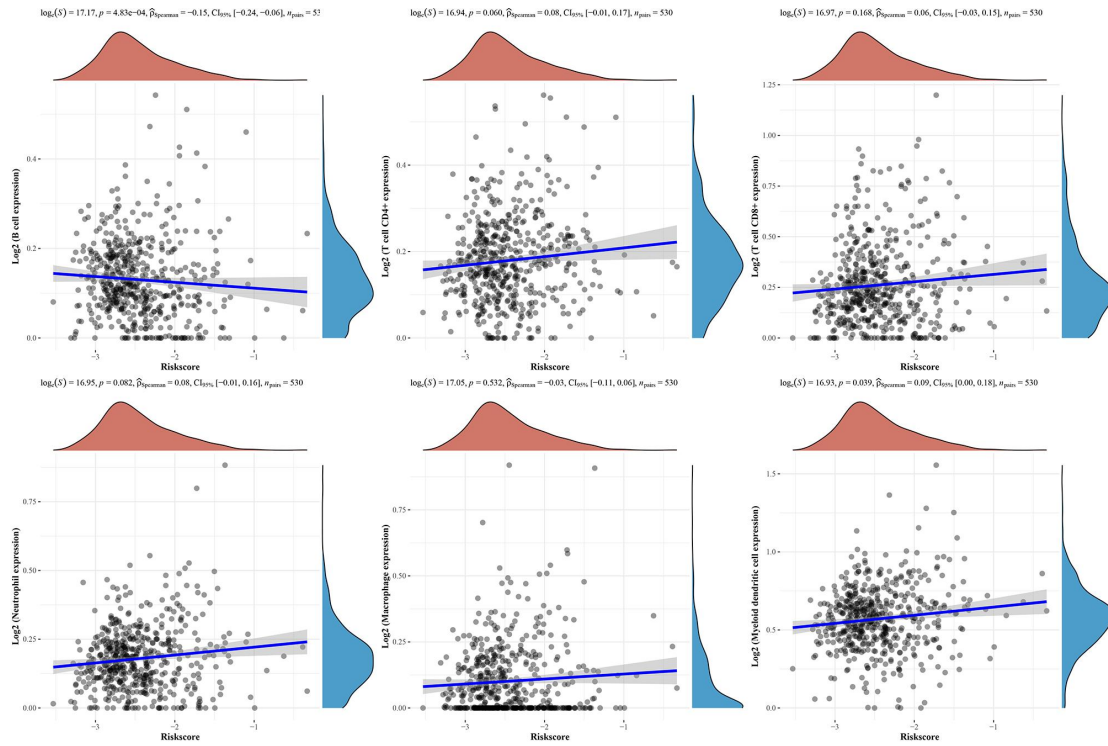 logₑ(S) = 17.17, p = 4.83e−04, ρ̂Spearman = −0.15, CI95% [−0.24, −0.06], npairs = 53
0.4
0.2
0.0
Log2 (B cell expression)
−3 −2 −1
Riskscore
logₑ(S) = 16.94, p = 0.060, ρ̂Spearman = 0.08, CI95% [−0.01, 0.17], npairs = 530
0.4
0.2
0.0
Log2 (T cell CD4+ expression)
−3 −2 −1
Riskscore
logₑ(S) = 16.97, p = 0.168, ρ̂Spearman = 0.06, CI95% [−0.03, 0.15], npairs = 530
1.25
1.00
0.75
0.50
0.25
0.00
Log2 (T cell CD8+ expression)
−3 −2 −1
Riskscore
logₑ(S) = 16.95, p = 0.082, ρ̂Spearman = 0.08, CI95% [−0.01, 0.16], npairs = 530
0.75
0.50
0.25
0.00
Log2 (Neutrophil expression)
−3 −2 −1
Riskscore
logₑ(S) = 17.05, p = 0.532, ρ̂Spearman = −0.03, CI95% [−0.11, 0.06], npairs = 530
0.75
0.50
0.25
0.00
Log2 (Macrophage expression)
−3 −2 −1
Riskscore
logₑ(S) = 16.93, p = 0.039, ρ̂Spearman = 0.09, CI95% [0.00, 0.18], npairs = 530
1.5
1.0
0.5
0.0
Log2 (Myeloid dendritic cell expression)
−3 −2 −1
Riskscore